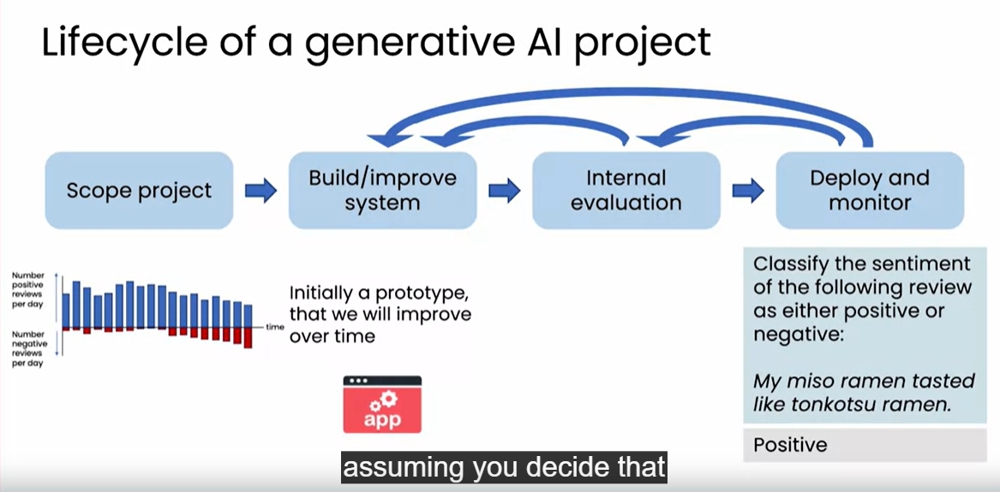 Lifecycle of a generative AI project
Scope project
Build/improve
system
Internal
evaluation
Deploy and
monitor
Number
positive
reviews
per day
Number
negative
reviews
per day
time
Initially a prototype,
that we will improve
over time
app
Classify the sentiment
of the following review
as either positive or
negative:
My miso ramen tasted
like tonkotsu ramen.
Positive
assuming you decide that